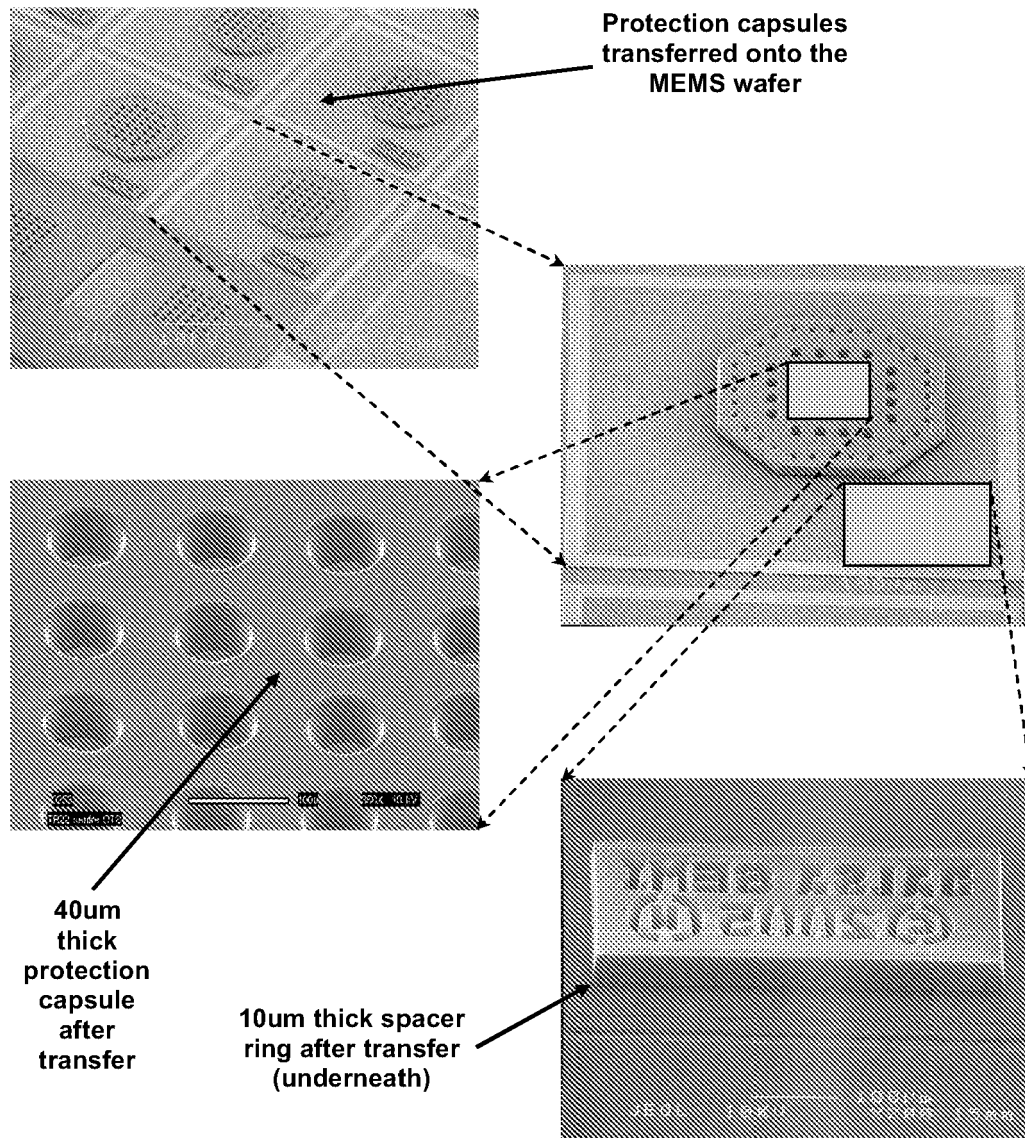 Protection capsules
transferred onto the
MEMS wafer
40um
thick
protection
capsule
after
transfer
10um thick spacer
ring after transfer
(underneath)
JEOL